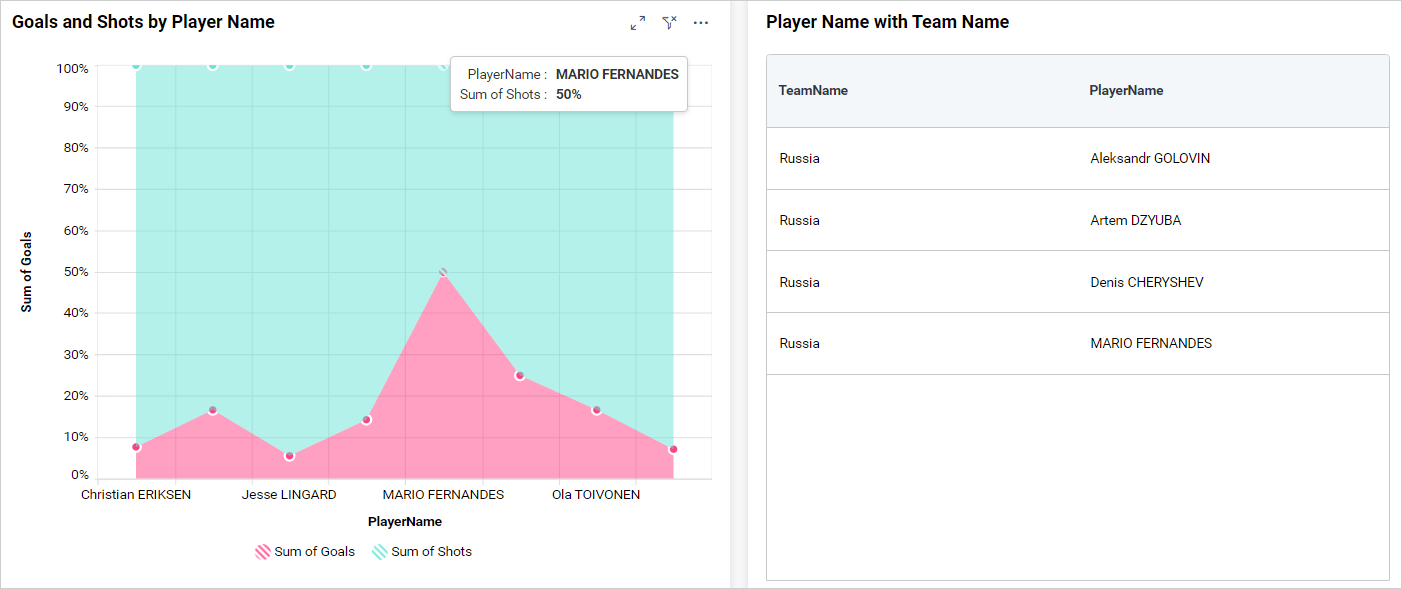 Goals and Shots by Player Name
PlayerName : MARIO FERNANDES
Sum of Shots : 50%
100%
90%
80%
70%
60%
50%
40%
30%
20%
10%
0%
Sum of Goals
Christian ERIKSEN Jesse LINGARD MARIO FERNANDES Ola TOIVONEN
PlayerName
Sum of Goals Sum of Shots
Player Name with Team Name
TeamName PlayerName
Russia Aleksandr GOLOVIN
Russia Artem DZYUBA
Russia Denis CHERYSHEV
Russia MARIO FERNANDES